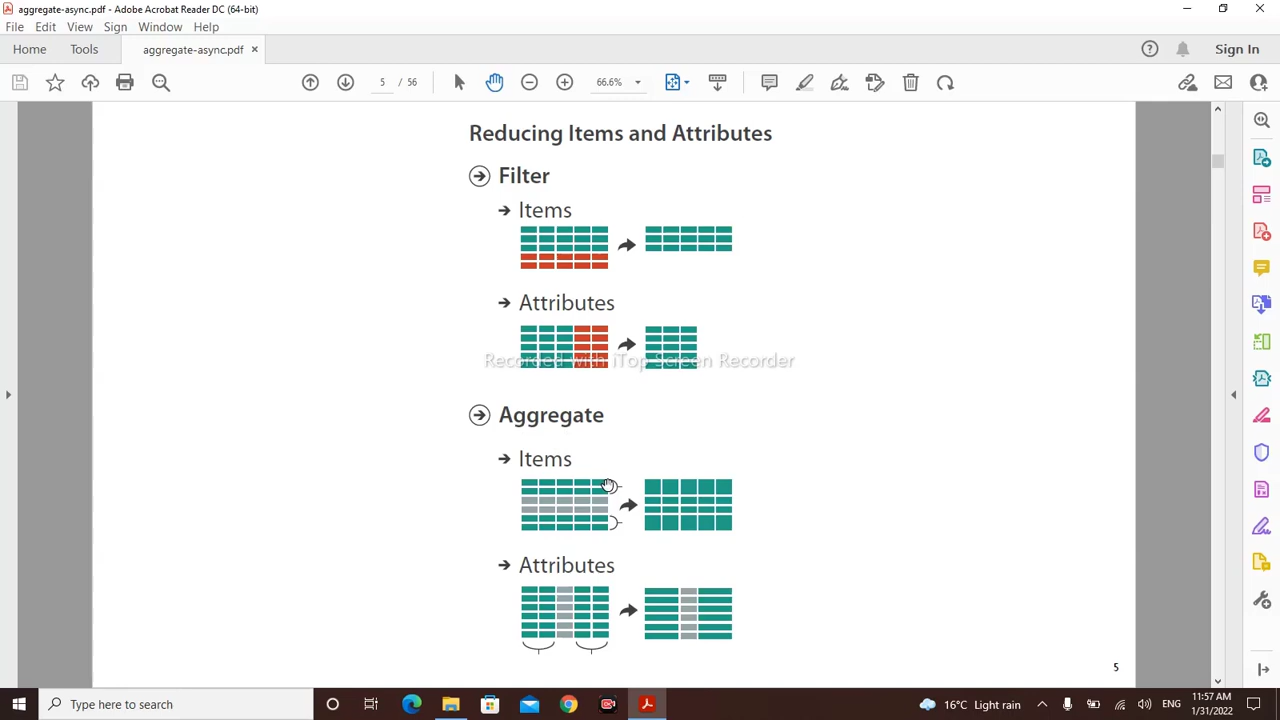 aggregate-async.pdf - Adobe Acrobat Reader DC (64-bit)
File Edit View Sign Window Help
Home Tools aggregate-async.pdf × Sign In
5 / 56 66.6%
Reducing Items and Attributes
Filter
Items
Attributes
Recorded with iTop Screen Recorder
Aggregate
Items
Attributes
5
Type here to search
16°C Light rain
ENG
11:57 AM
1/31/2022